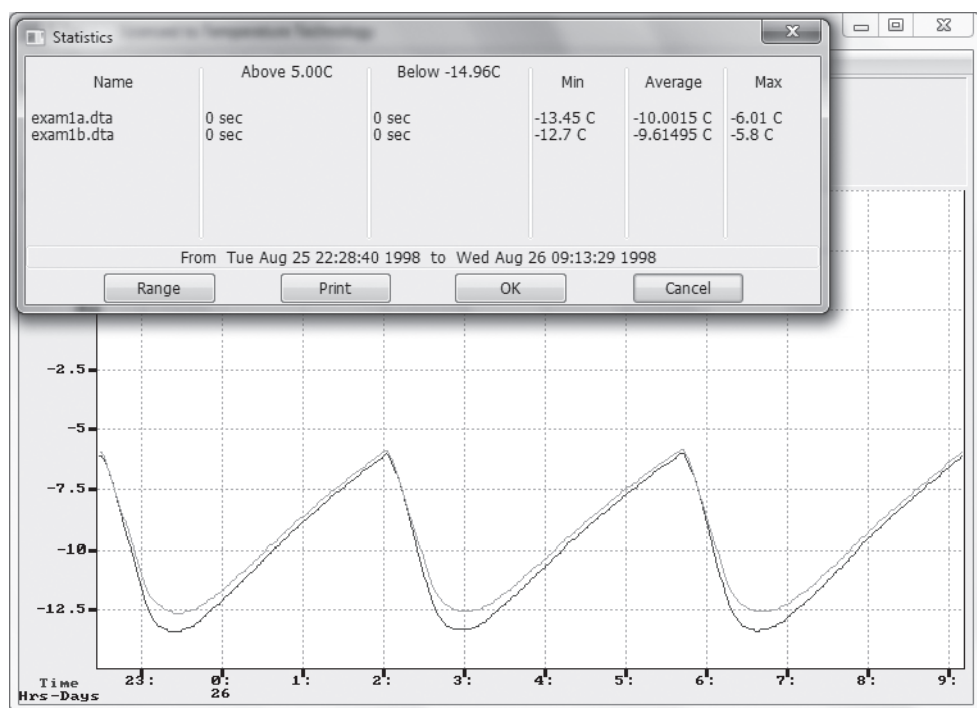 Statistics
Name Above 5.00C Below -14.96C Min Average Max
exam1a.dta 0 sec 0 sec -13.45 C -10.0015 C -6.01 C
exam1b.dta 0 sec 0 sec -12.7 C -9.61495 C -5.8 C
From Tue Aug 25 22:28:40 1998 to Wed Aug 26 09:13:29 1998
Range Print OK Cancel
-2.5
-5
-7.5
-10
-12.5
Time 23: 0: 1: 2: 3: 4: 5: 6: 7: 8: 9:
Hrs-Days 26